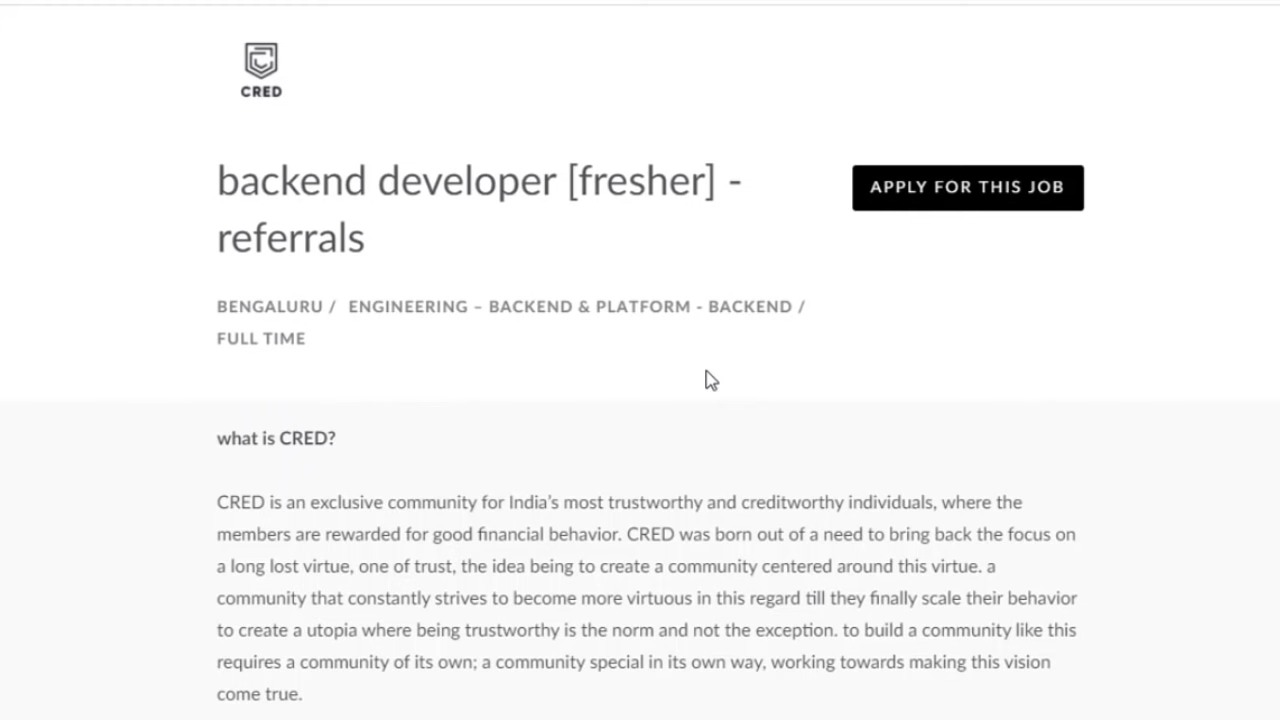 CRED
backend developer [fresher] -
referrals
APPLY FOR THIS JOB
BENGALURU / ENGINEERING – BACKEND & PLATFORM - BACKEND /
FULL TIME
what is CRED?
CRED is an exclusive community for India’s most trustworthy and creditworthy individuals, where the
members are rewarded for good financial behavior. CRED was born out of a need to bring back the focus on
a long lost virtue, one of trust, the idea being to create a community centered around this virtue. a
community that constantly strives to become more virtuous in this regard till they finally scale their behavior
to create a utopia where being trustworthy is the norm and not the exception. to build a community like this
requires a community of its own; a community special in its own way, working towards making this vision
come true.